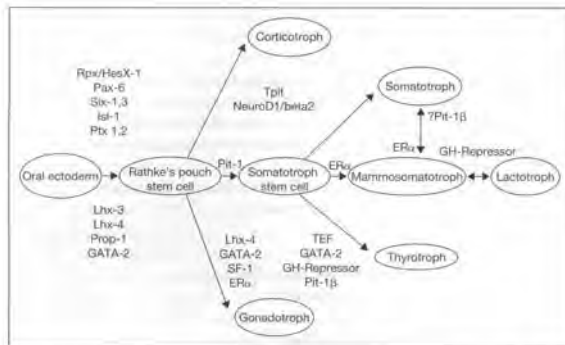 Corticotroph
Rpx/HesX-1
Pax-6
Six-1,3
Isl-1
Ptx 1,2
Tpit
NeuroD1/beta2
Somatotroph
?Pit-1β
ERα
GH-Repressor
Oral ectoderm
Rathke's pouch
stem cell
Pit-1
Somatotroph
stem cell
ERα
Mammosomatotroph
Lactotroph
Lhx-3
Lhx-4
Prop-1
GATA-2
Lhx-4
GATA-2
SF-1
ERα
TEF
GATA-2
GH-Repressor
Pit-1β
Thyrotroph
Gonadotroph